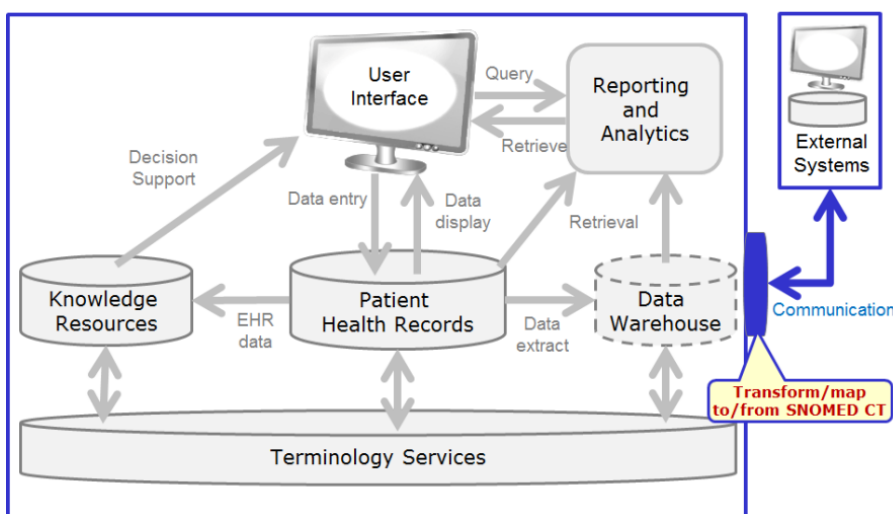 User
Interface
Query
Retrieve
Reporting
and
Analytics
External
Systems
Decision
Support
Data entry
Data
display
Retrieval
Knowledge
Resources
EHR
data
Patient
Health Records
Data
extract
Data
Warehouse
Communication
Transform/map
to/from SNOMED CT
Terminology Services